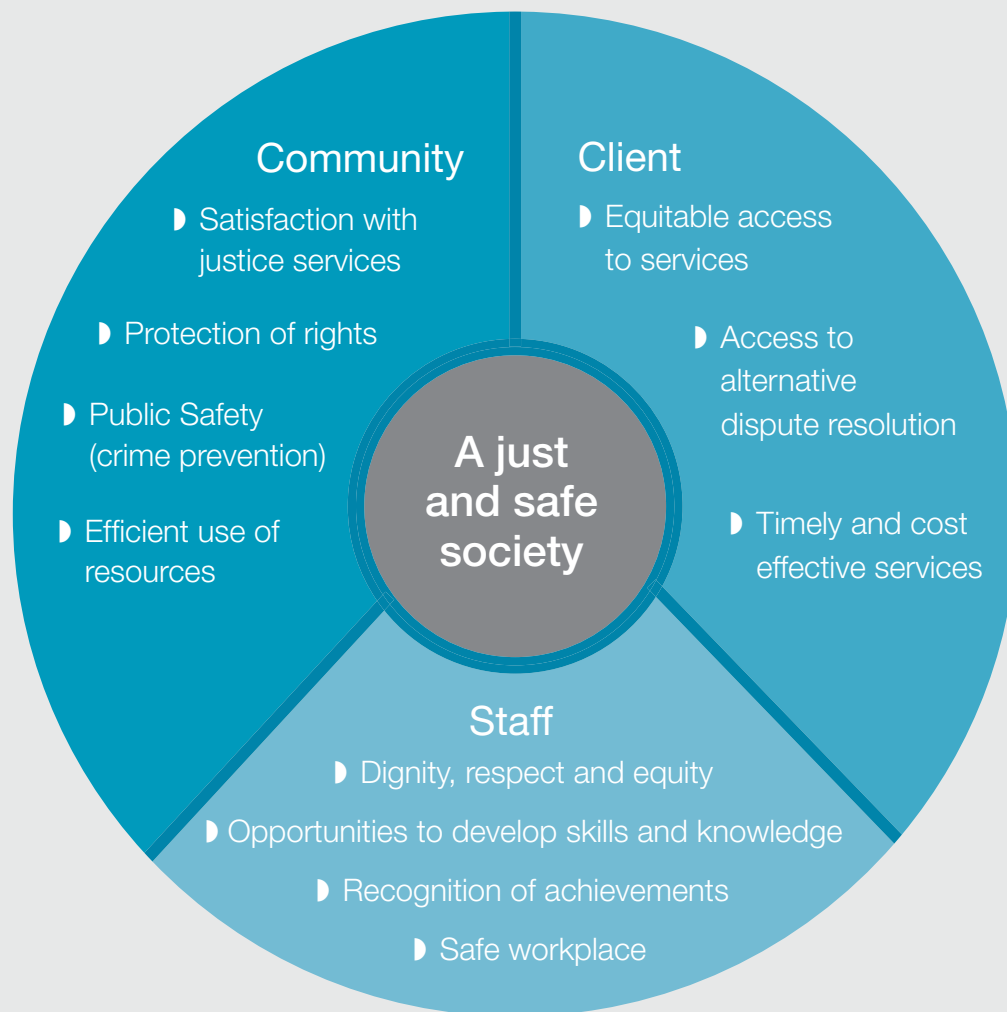 Community
Satisfaction with
justice services
Protection of rights
Public Safety
(crime prevention)
Efficient use of
resources
Client
Equitable access
to services
Access to
alternative
dispute resolution
Timely and cost
effective services
A just
and safe
society
Staff
Dignity, respect and equity
Opportunities to develop skills and knowledge
Recognition of achievements
Safe workplace